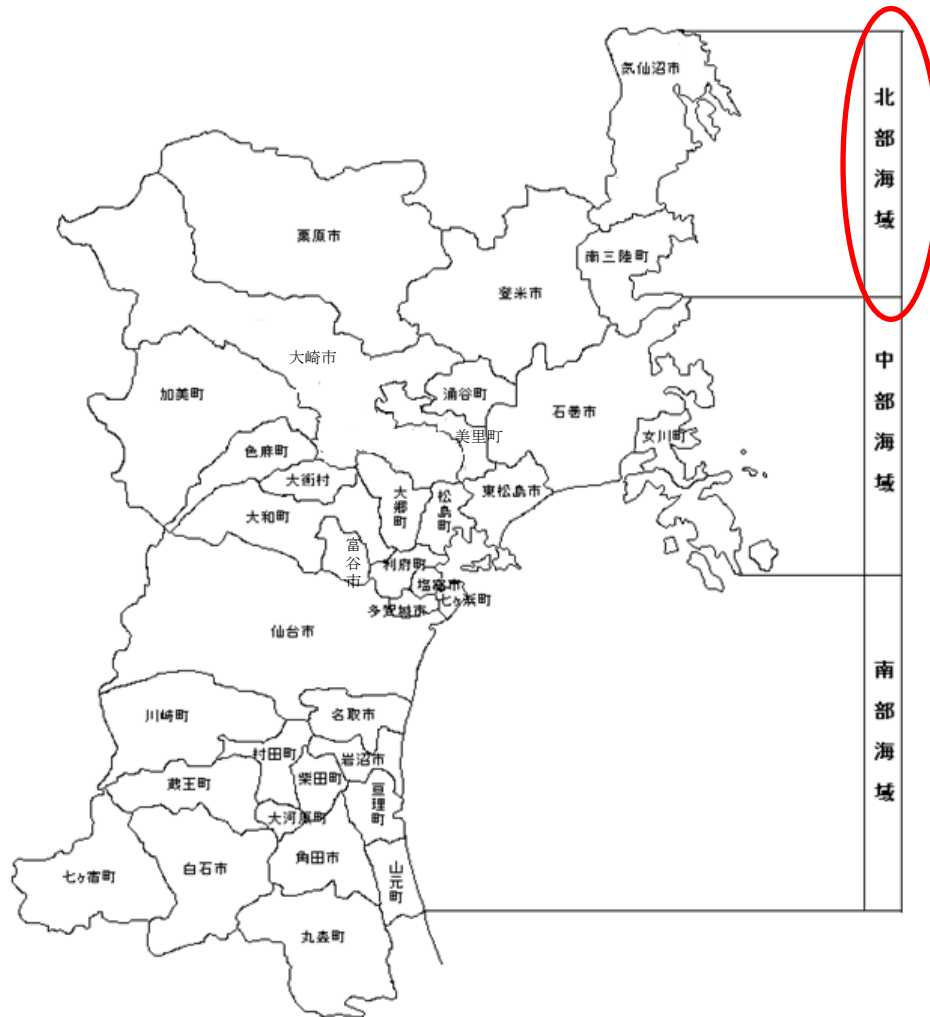 気仙沼市
北部海域
栗原市
南三陸町
登米市
大崎市
加美町
涌谷町
石巻市
中部海域
美里町
女川町
色麻町
大衡村
東松島市
大郷町
松島町
大和町
富谷市
利府町
塩竈市
七ヶ浜町
多賀城市
仙台市
南部海域
川崎町
名取市
村田町
岩沼市
柴田町
蔵王町
亘理町
大河原町
角田市
白石市
七ヶ宿町
山元町
丸森町